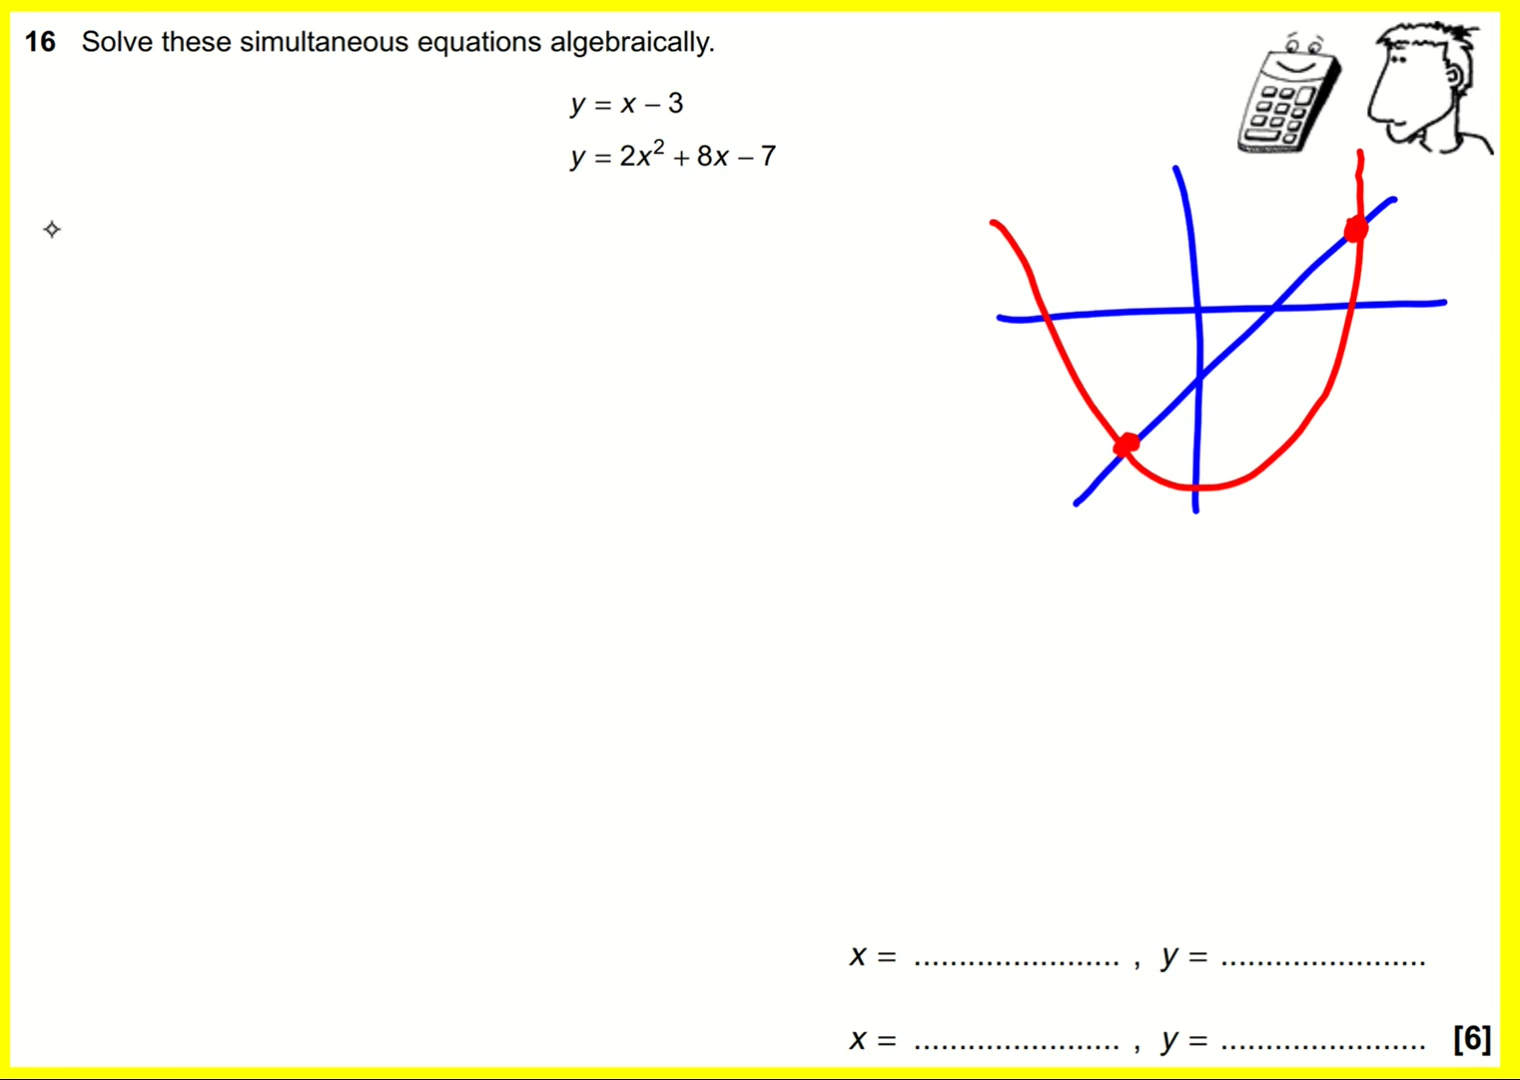 16 Solve these simultaneous equations algebraically.
y = x – 3
y = 2x² + 8x – 7
x = ....................... , y = .......................
x = ....................... , y = ....................... [6]